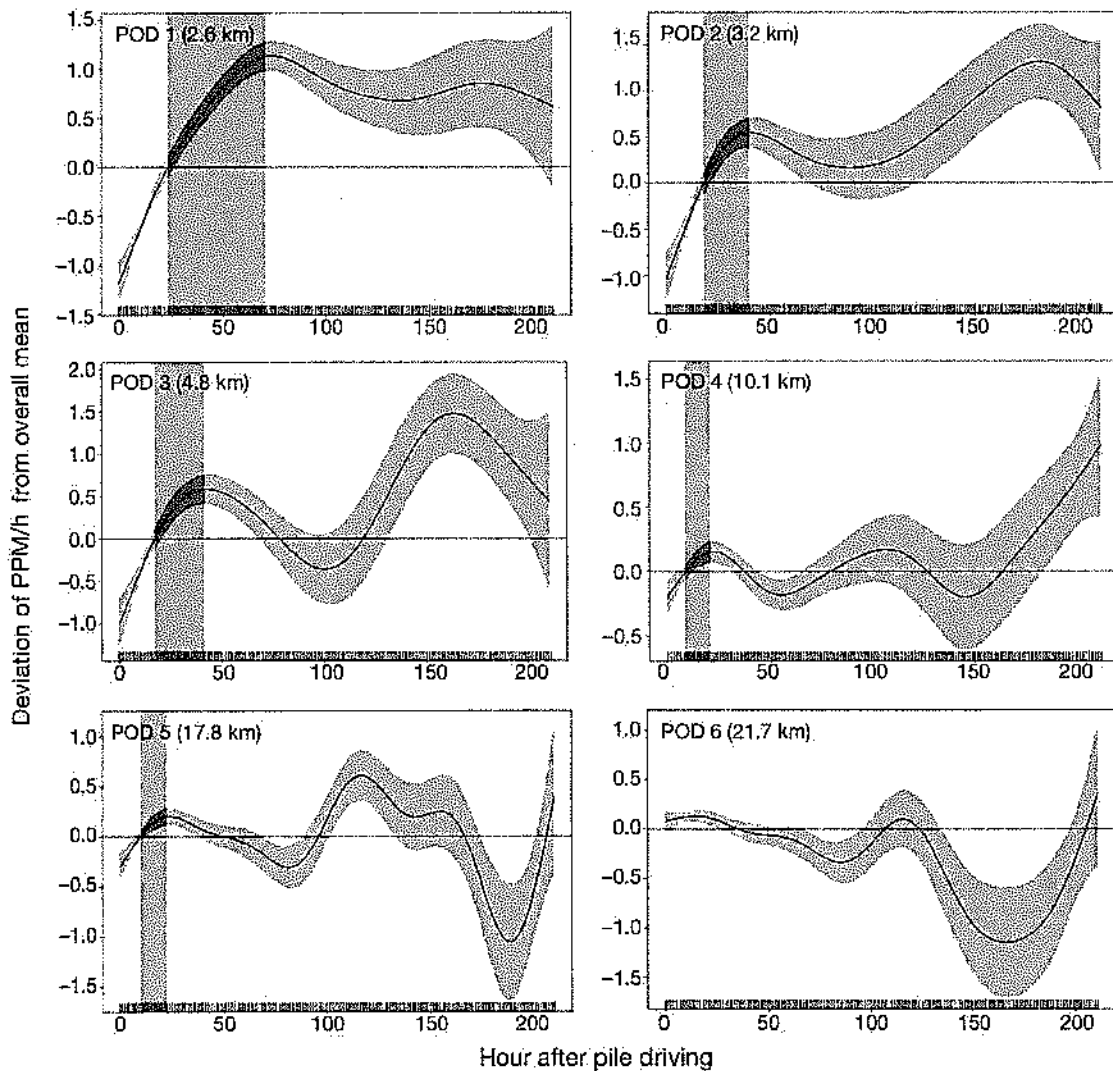 POD 1 (2.6 km)
1.5
1.0
0.5
0.0
−0.5
−1.0
−1.5
0 50 100 150 200
POD 2 (3.2 km)
1.5
1.0
0.5
0.0
−0.5
−1.0
0 50 100 150 200
POD 3 (4.8 km)
2.0
1.5
1.0
0.5
0.0
−0.5
−1.0
0 50 100 150 200
POD 4 (10.1 km)
1.5
1.0
0.5
0.0
−0.5
0 50 100 150 200
POD 5 (17.8 km)
1.0
0.5
0.0
−0.5
−1.0
−1.5
0 50 100 150 200
POD 6 (21.7 km)
1.0
0.5
0.0
−0.5
−1.0
−1.5
0 50 100 150 200
Deviation of PPM/h from overall mean
Hour after pile driving